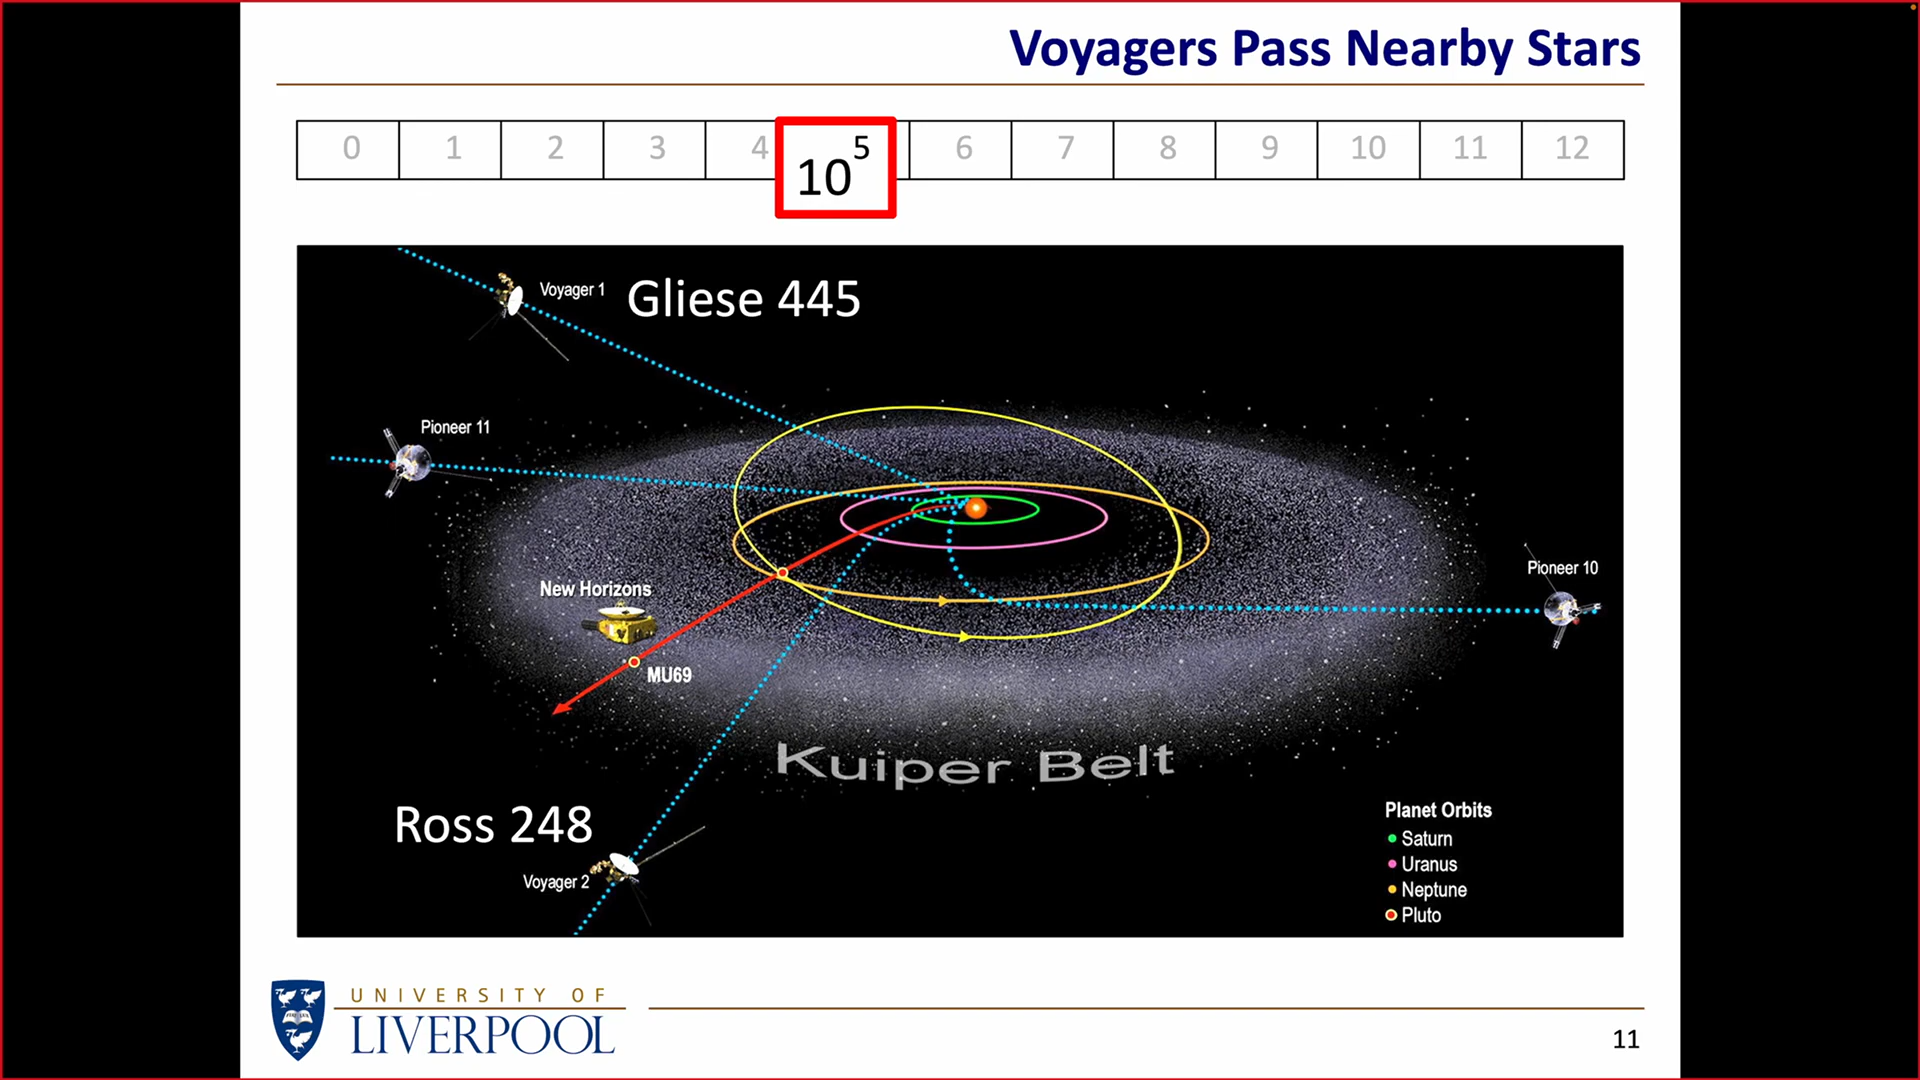 Voyagers Pass Nearby Stars
0 1 2 3 4 10^5 6 7 8 9 10 11 12
Voyager 1
Gliese 445
Pioneer 11
Pioneer 10
New Horizons
MU69
Kuiper Belt
Ross 248
Voyager 2
Planet Orbits
Saturn
Uranus
Neptune
Pluto
UNIVERSITY OF
LIVERPOOL
11